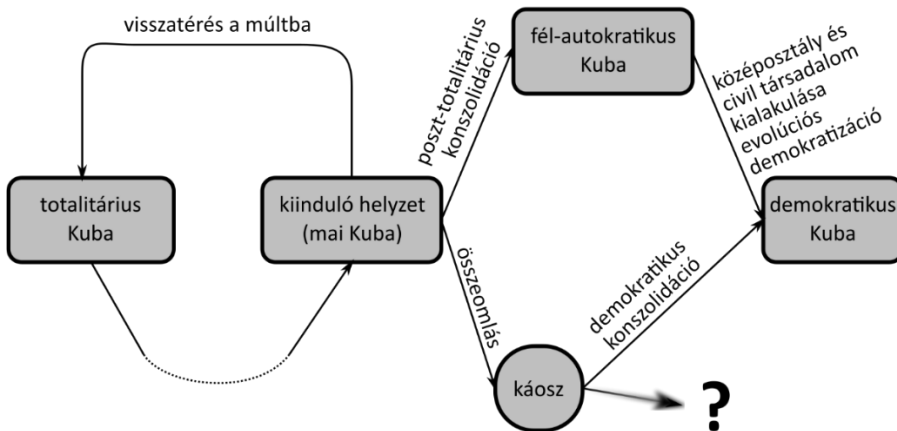 visszatérés a múltba
totalitárius
Kuba
kiinduló helyzet
(mai Kuba)
poszt-totalitárius
konszolidáció
fél-autokratikus
Kuba
középosztály és
civil társadalom
kialakulása
evolúciós
demokratizáció
demokratikus
Kuba
összeomlás
káosz
demokratikus
konszolidáció
?